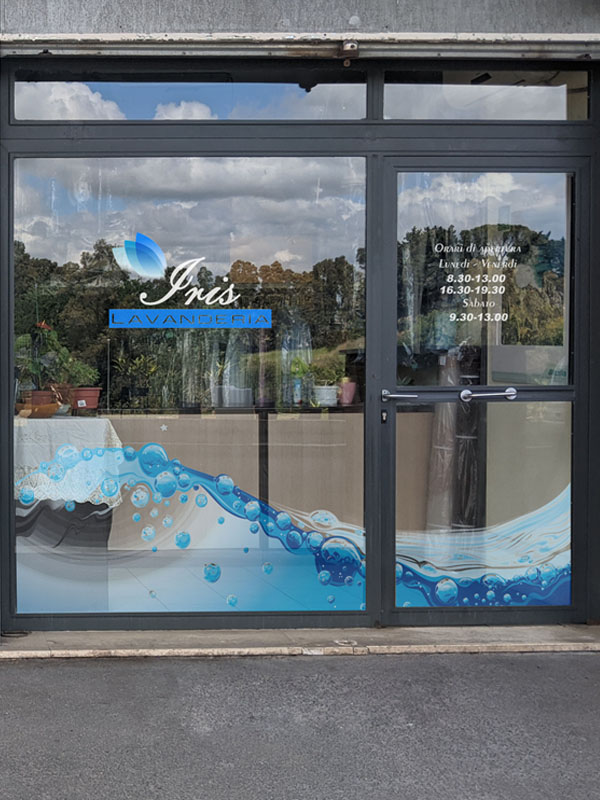 Iris
LAVANDERIA
Orari di apertura
Lunedì - Venerdì
8.30-13.00
16.30-19.30
Sabato
9.30-13.00